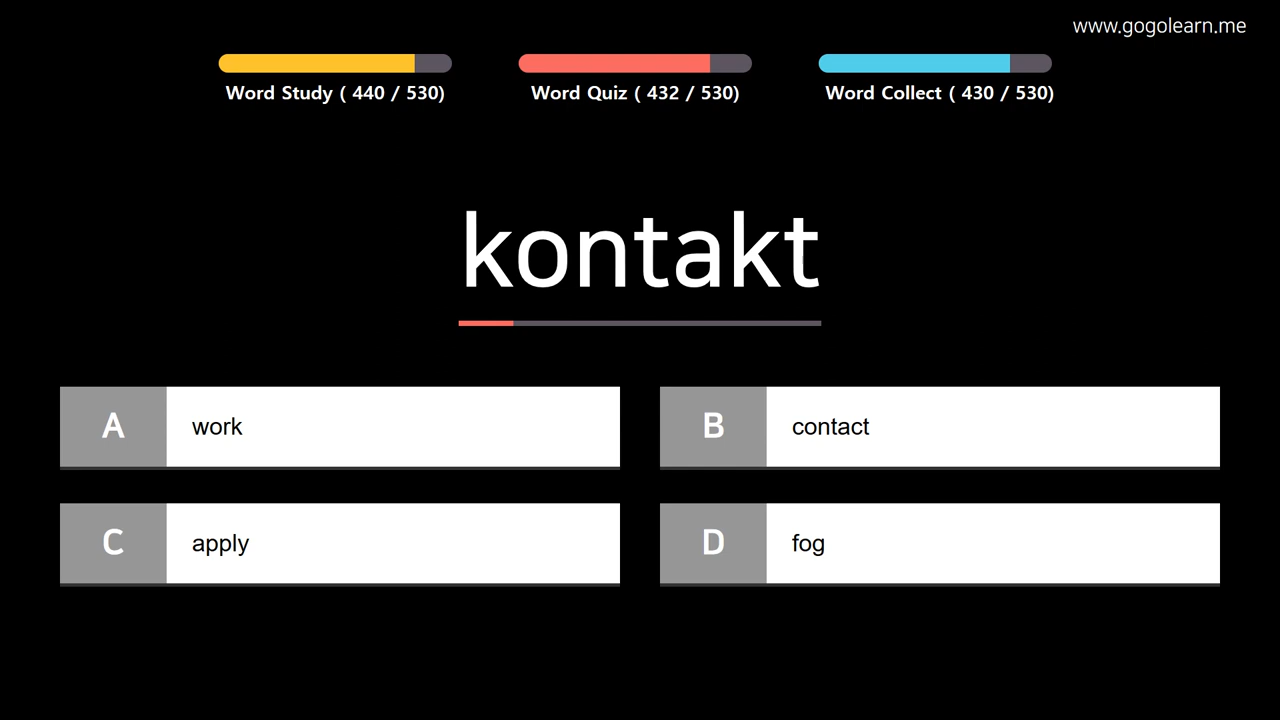 www.gogolearn.me
Word Study ( 440 / 530)
Word Quiz ( 432 / 530)
Word Collect ( 430 / 530)
kontakt
A work
B contact
C apply
D fog